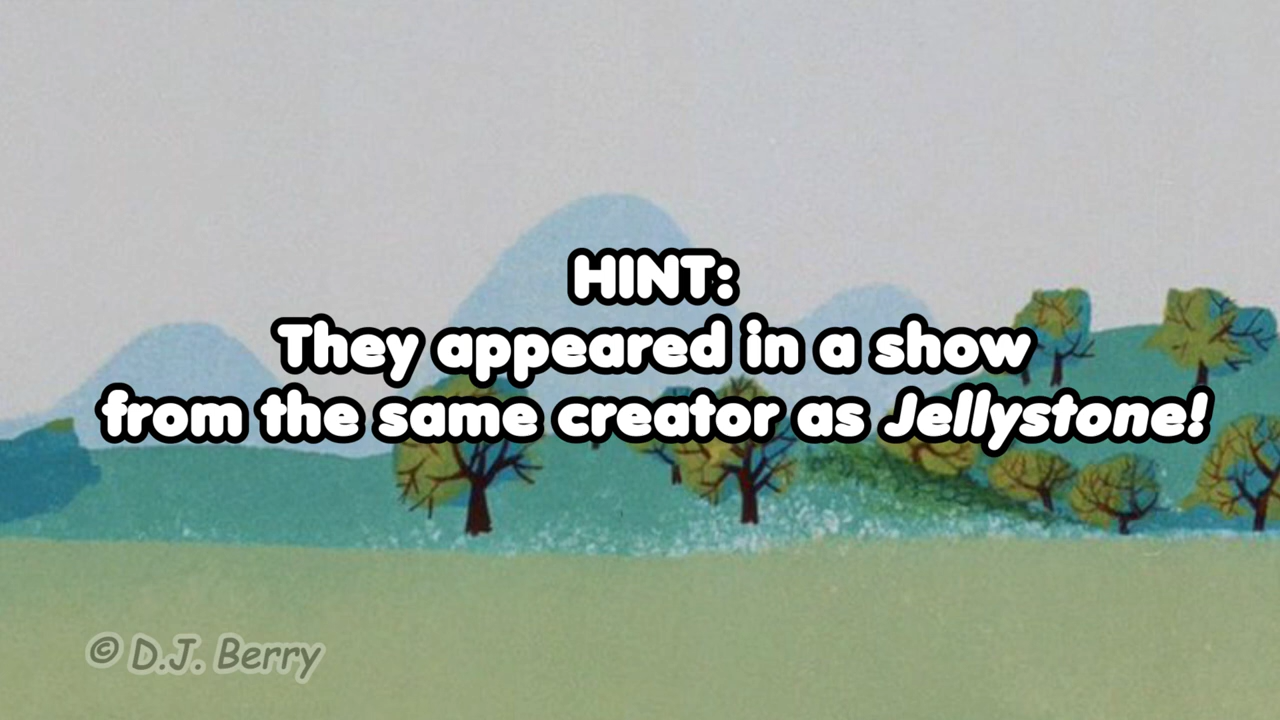 HINT:
They appeared in a show
from the same creator as Jellystone!
© D.J. Berry